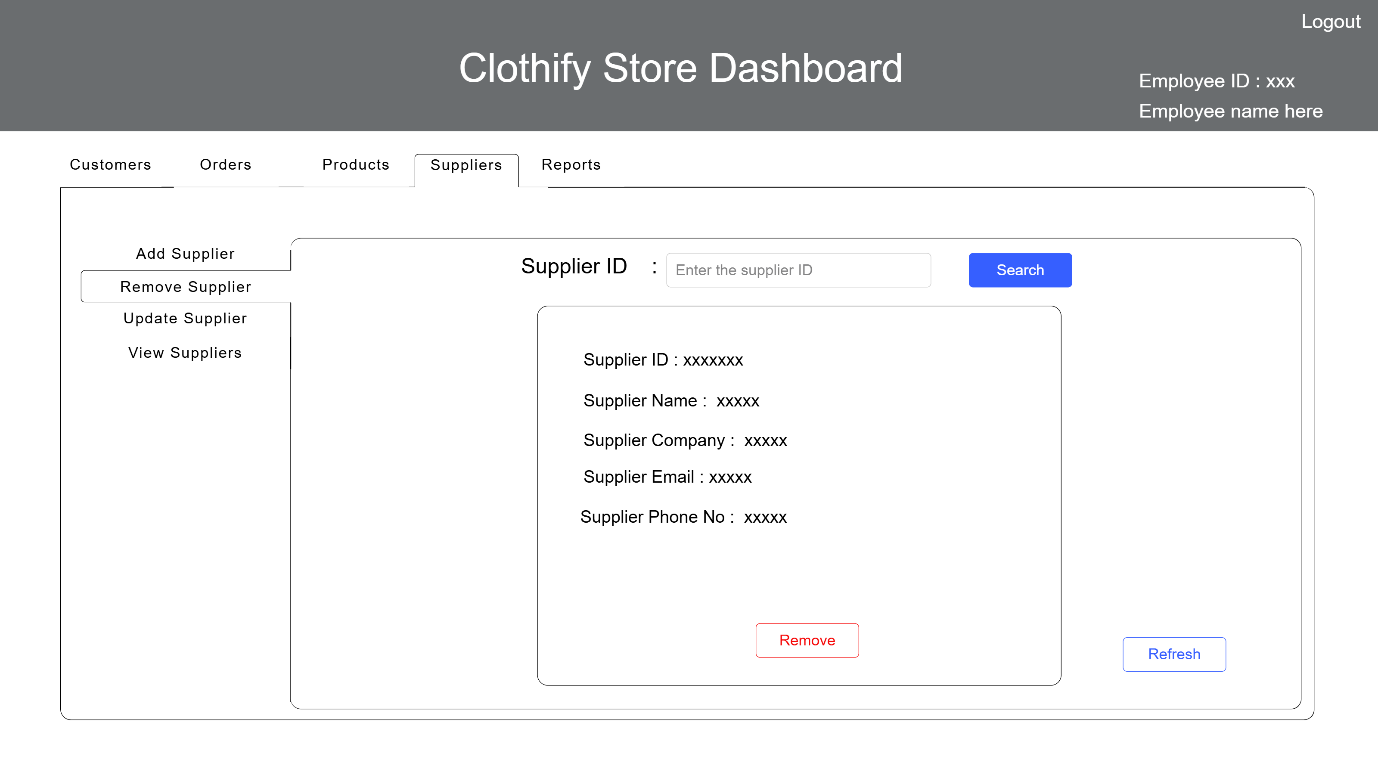 Logout
Clothify Store Dashboard
Employee ID : xxx
Employee name here
Customers Orders Products Suppliers Reports
Add Supplier
Remove Supplier
Update Supplier
View Suppliers
Supplier ID : Enter the supplier ID Search
Supplier ID : xxxxxxx
Supplier Name : xxxxx
Supplier Company : xxxxx
Supplier Email : xxxxx
Supplier Phone No : xxxxx
Remove
Refresh